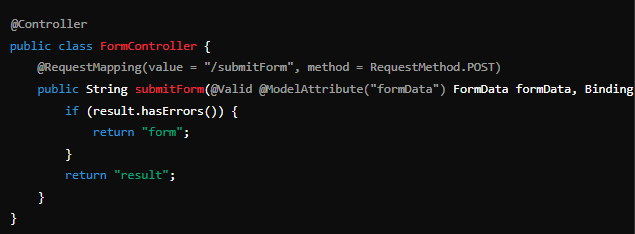 @Controller
public class FormController {
@RequestMapping(value = "/submitForm", method = RequestMethod.POST)
public String submitForm(@Valid @ModelAttribute("formData") FormData formData, Binding
if (result.hasErrors()) {
return "form";
}
return "result";
}
}